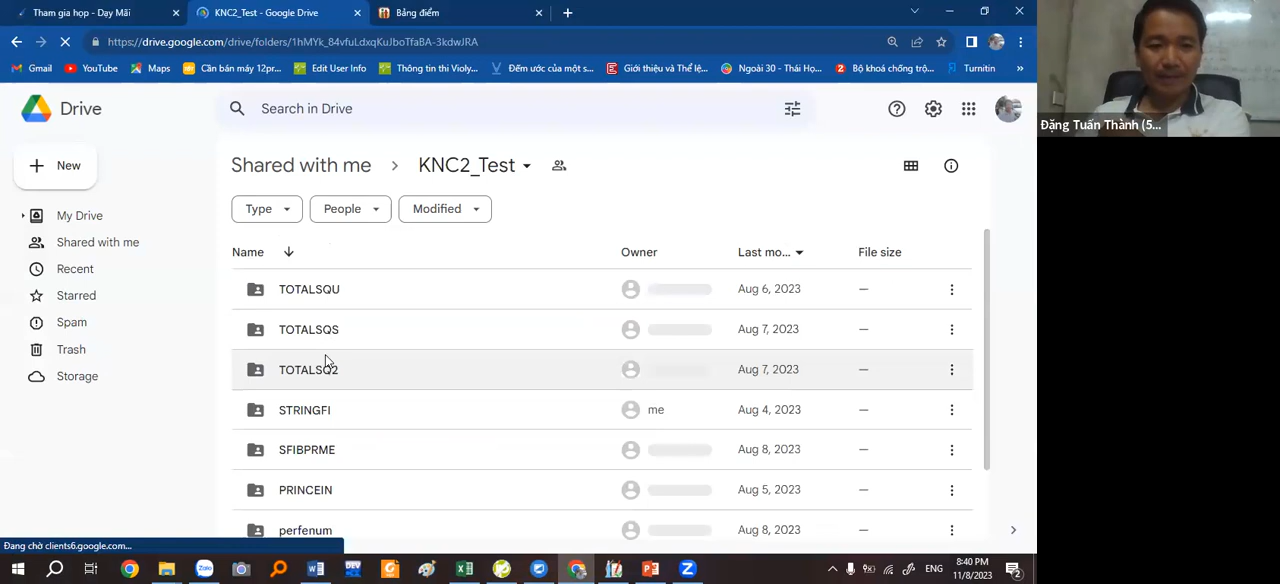 Tham gia họp - Dạy Mãi
KNC2_Test - Google Drive
Bảng điểm
https://drive.google.com/drive/folders/1hMYk_84vfuLdxqKuJboTfaBA-3kdwJRA
Gmail
YouTube
Maps
Cần bán máy 12pr...
Edit User Info
Thông tin thi Violy...
Đếm ước của một s...
Giới thiệu và Thể lệ...
Ngoài 30 - Thái Họ...
Bộ khoá chống trộ...
Turnitin
»
Drive
Search in Drive
New
My Drive
Shared with me
Recent
Starred
Spam
Trash
Storage
Shared with me > KNC2_Test
Type
People
Modified
Name
Owner
Last mo...
File size
TOTALSQU
Aug 6, 2023
—
TOTALSQS
Aug 7, 2023
—
TOTALSQ2
Aug 7, 2023
—
STRINGFI
me
Aug 4, 2023
—
SFIBPRME
Aug 8, 2023
—
PRINCEIN
Aug 5, 2023
—
perfenum
Aug 8, 2023
—
Đang chờ clients6.google.com...
ENG
8:40 PM
11/8/2023
Đặng Tuấn Thành (5...